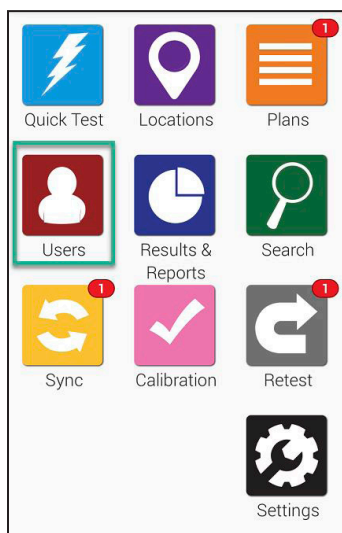 1
Quick Test
Locations
Plans
Users
Results &
Reports
Search
1
1
Sync
Calibration
Retest
Settings